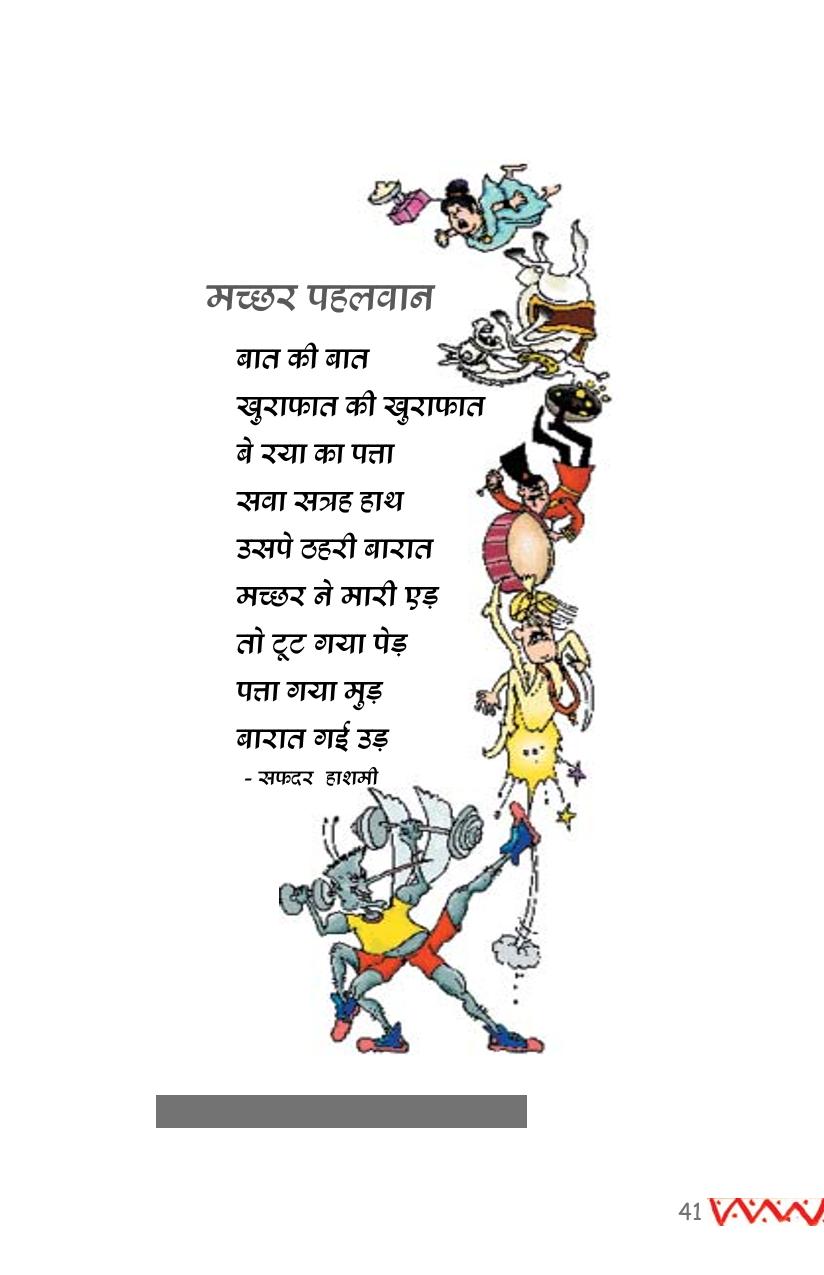 मच्छर पहलवान
बात की बात
खुराफात की खुराफात
बे रया का पत्ता
सवा सत्रह हाथ
उसपे ठहरी बारात
मच्छर ने मारी एड़
तो टूट गया पेड़
पत्ता गया मुड़
बारात गई उड़
- सफदर हाशमी
41